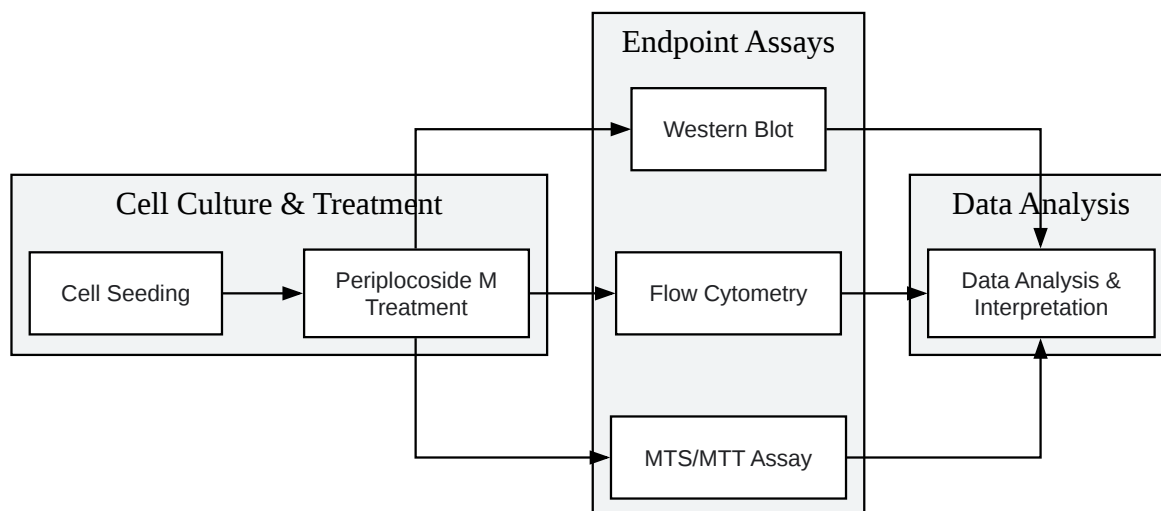 Cell Culture & Treatment
Cell Seeding
Periplocoside M
Treatment
Endpoint Assays
Western Blot
Flow Cytometry
MTS/MTT Assay
Data Analysis
Data Analysis &
Interpretation